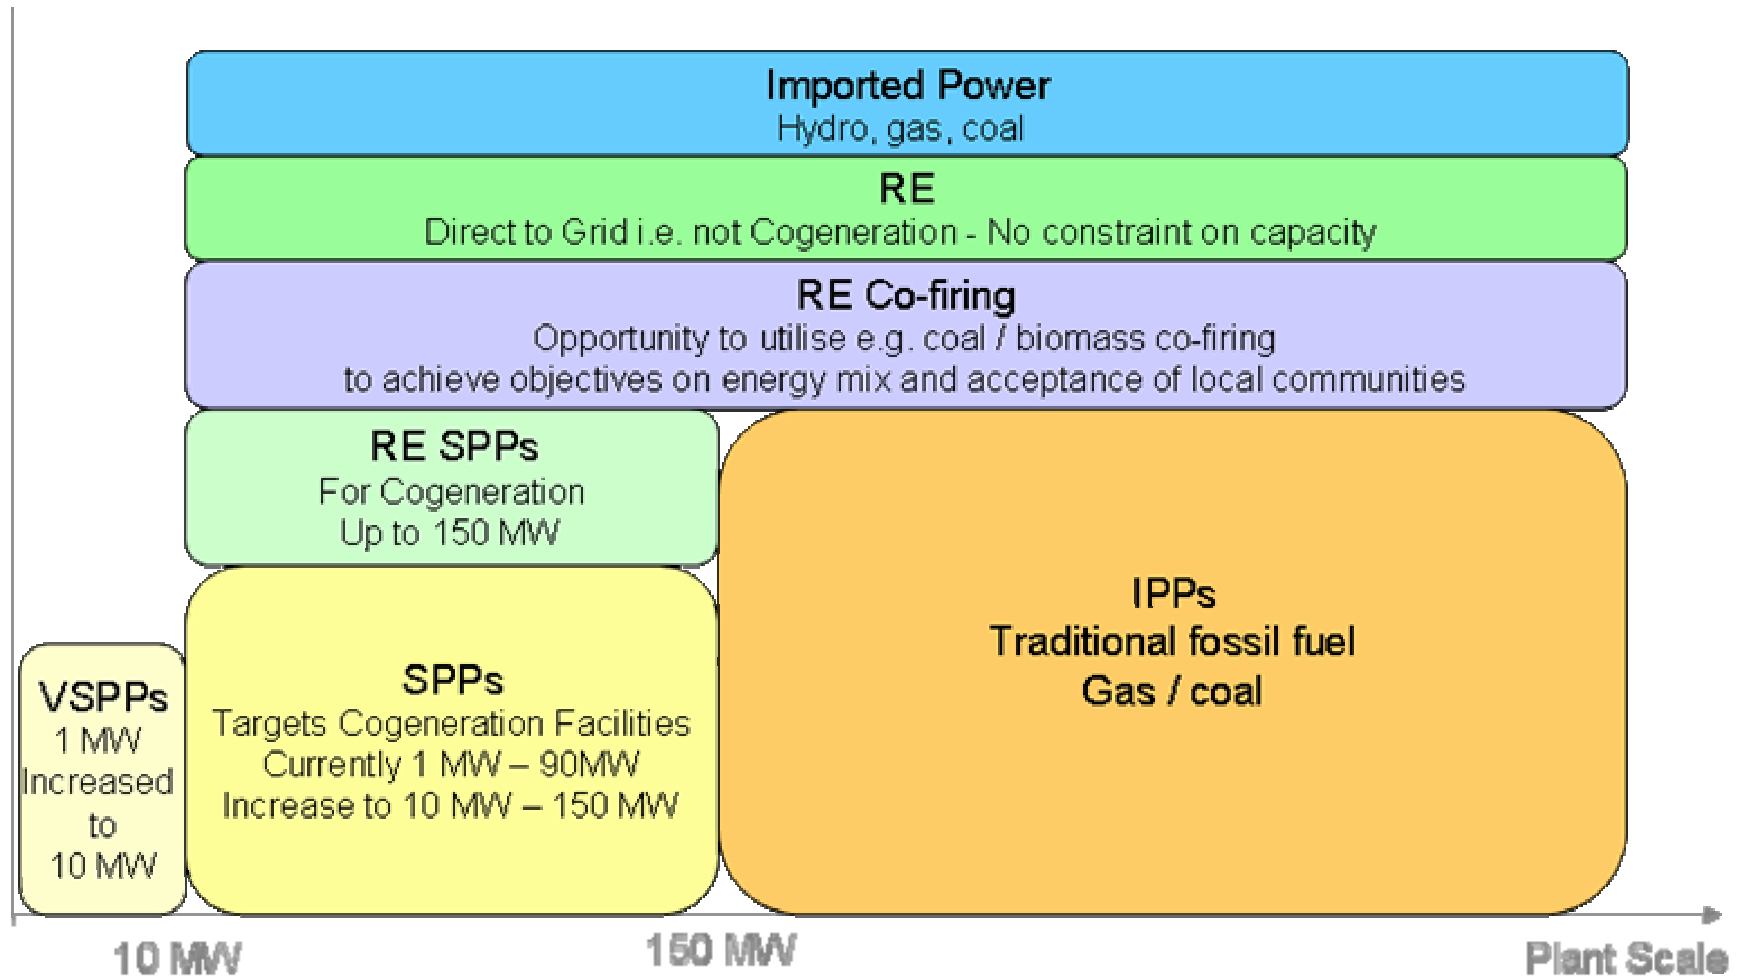 Imported Power
Hydro, gas, coal
RE
Direct to Grid i.e. not Cogeneration - No constraint on capacity
RE Co-firing
Opportunity to utilise e.g. coal / biomass co-firing
to achieve objectives on energy mix and acceptance of local communities
RE SPPs
For Cogeneration
Up to 150 MW
IPPs
Traditional fossil fuel
Gas / coal
SPPs
Targets Cogeneration Facilities
Currently 1 MW – 90MW
Increase to 10 MW – 150 MW
VSPPs
1 MW
Increased
to
10 MW
10 MW
150 MW
Plant Scale